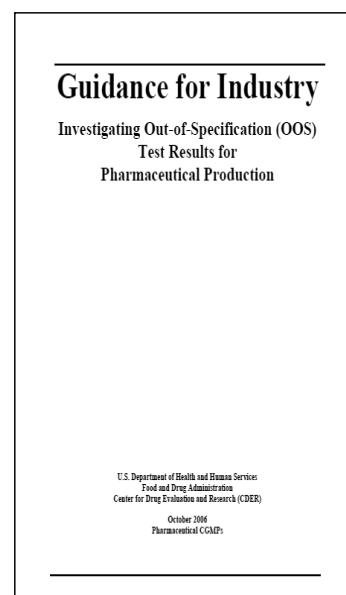 Guidance for Industry
Investigating Out-of-Specification (OOS)
Test Results for
Pharmaceutical Production
U.S. Department of Health and Human Services
Food and Drug Administration
Center for Drug Evaluation and Research (CDER)
October 2006
Pharmaceutical CGMPs